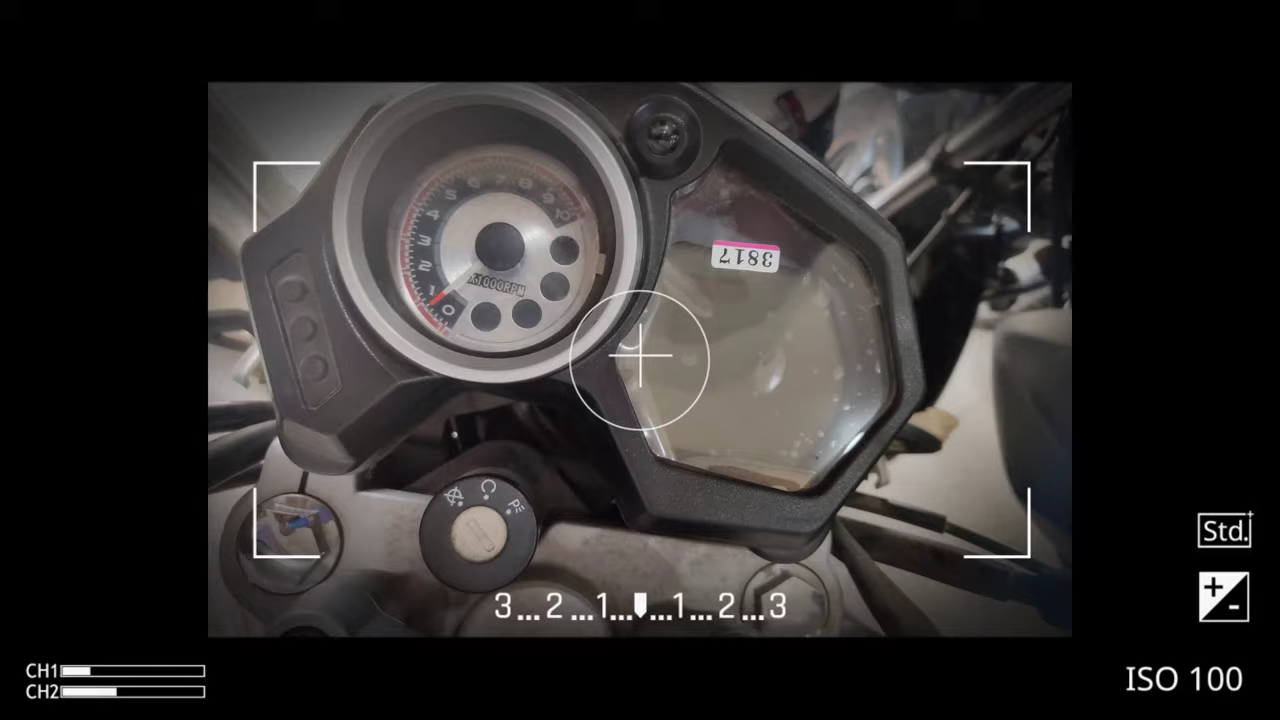 6 7 8
5 9
4 10
3
3817
2
1
X1000RPM
0
3...2...1... ...1...2...3
Std.
+ -
CH1
CH2
ISO 100